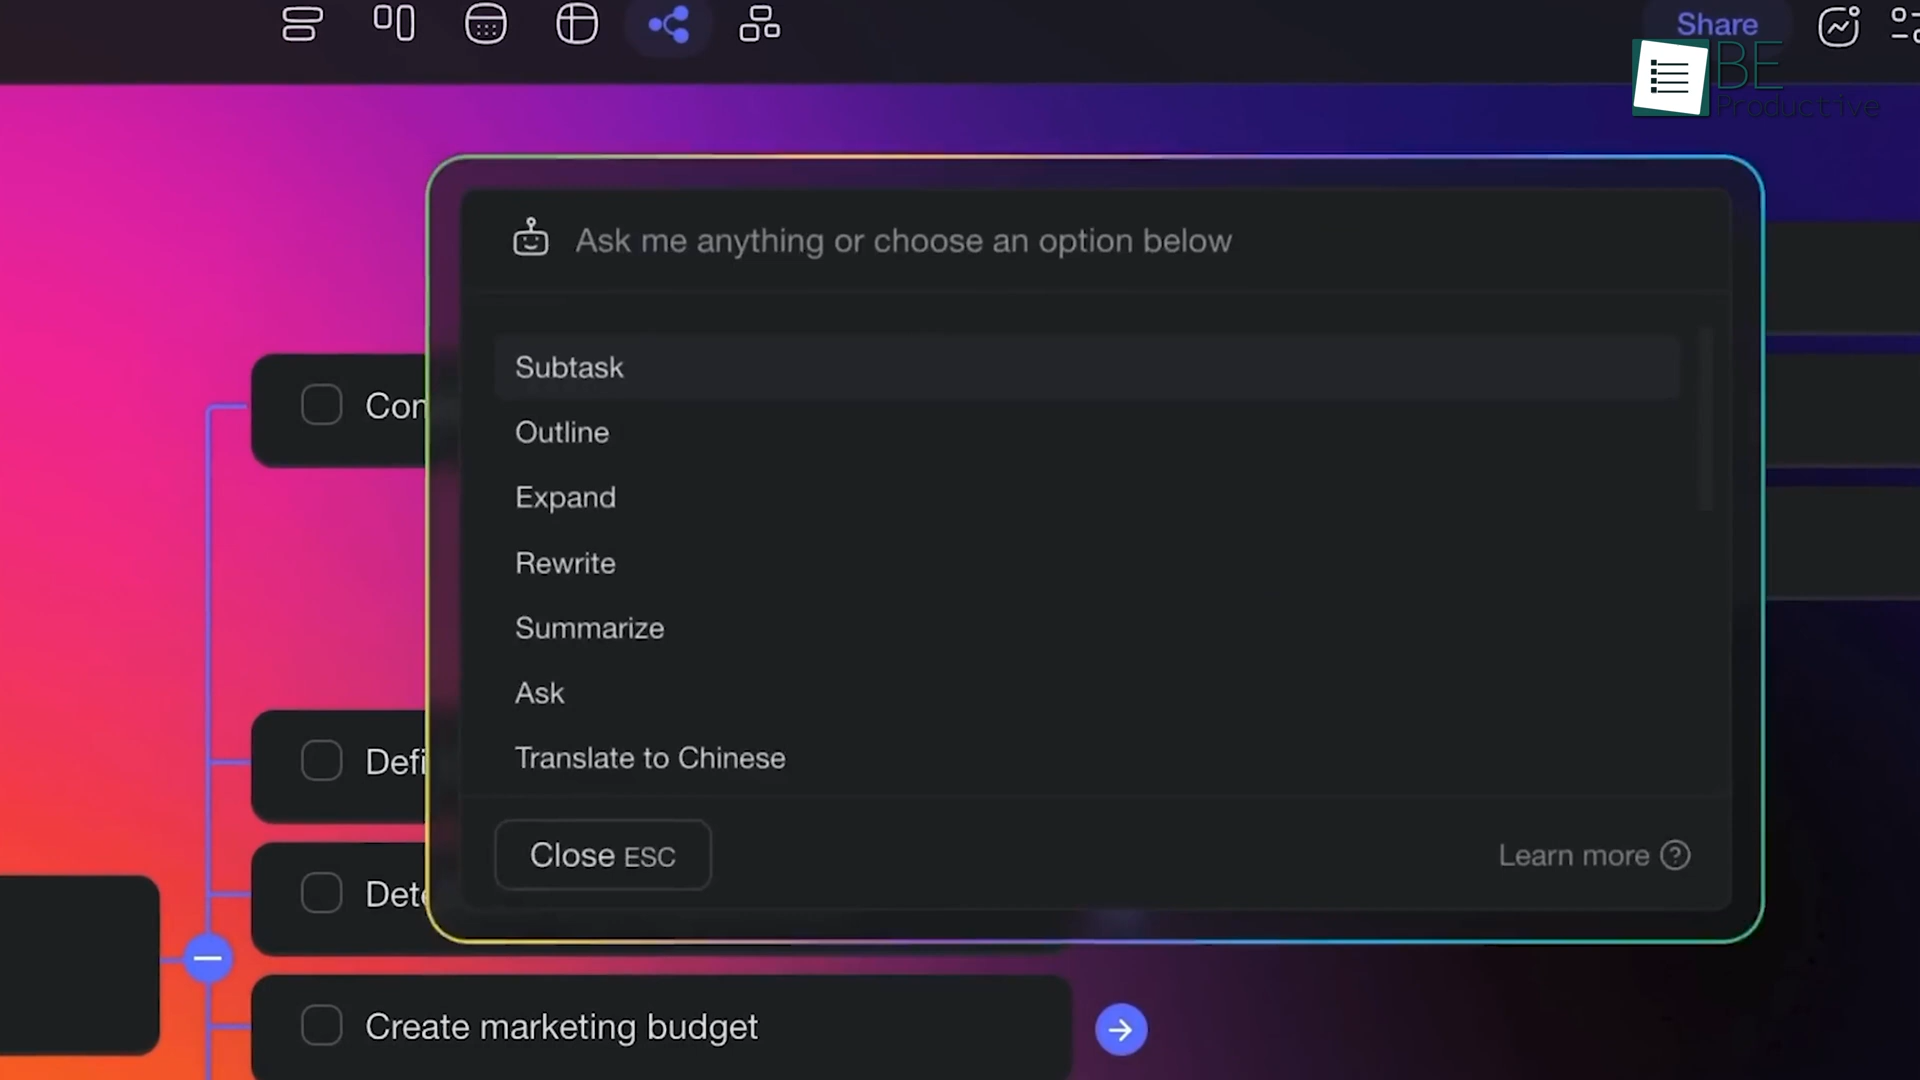 Share
BE
Productive
Ask me anything or choose an option below
Subtask
Con
Outline
Expand
Rewrite
Summarize
Ask
Defi
Translate to Chinese
Close ESC
Learn more
Dete
Create marketing budget